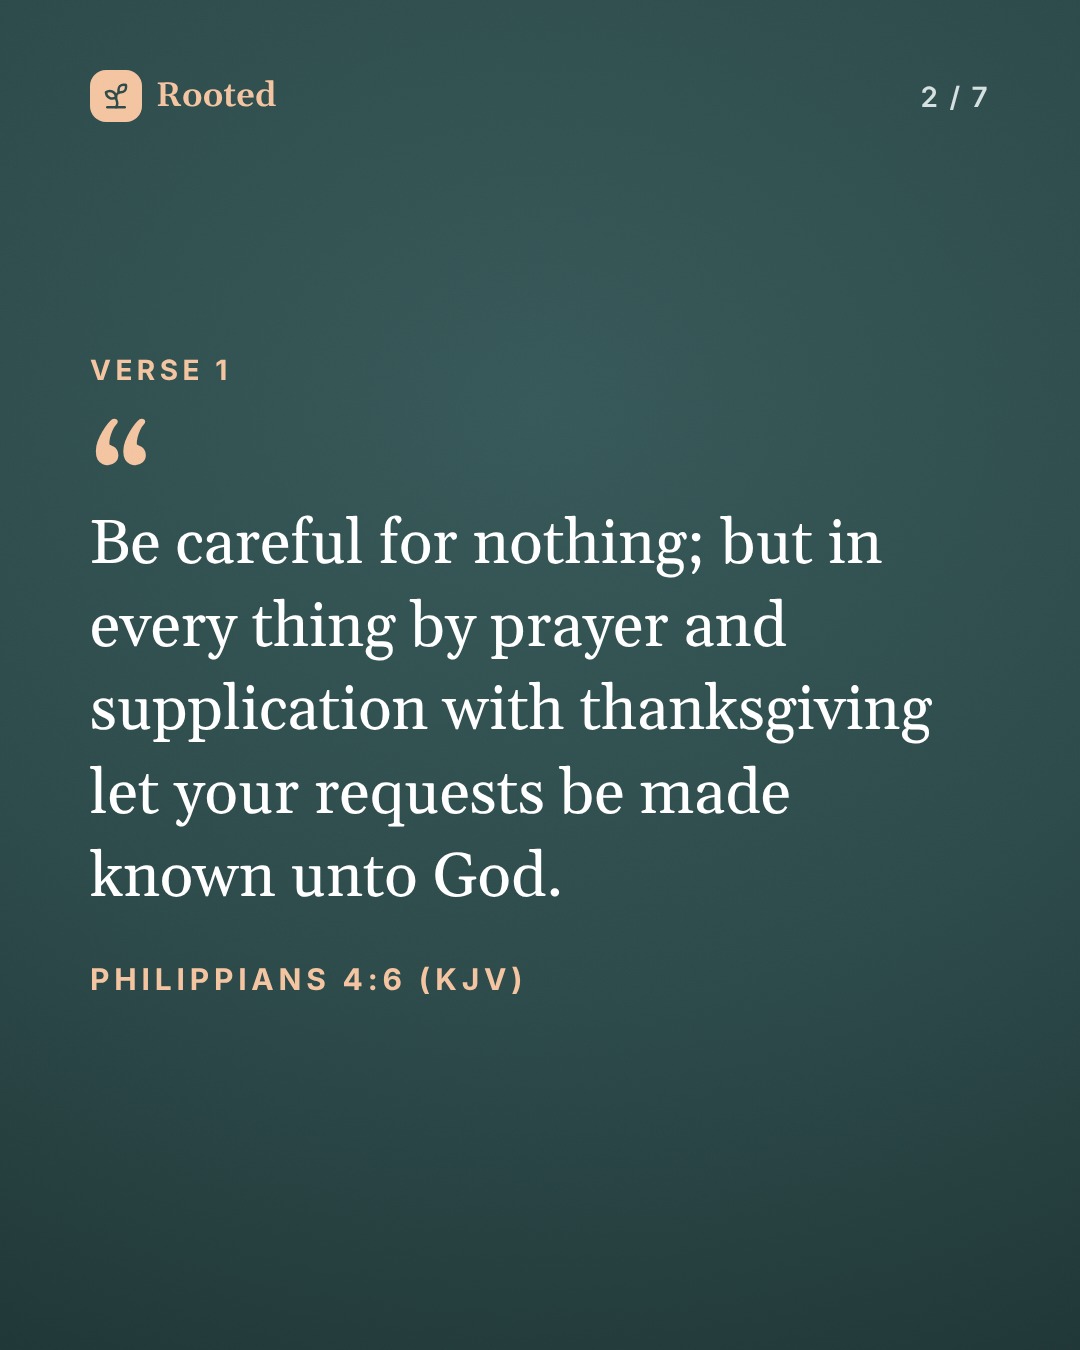 Rooted
2 / 7
VERSE 1
“
Be careful for nothing; but in
every thing by prayer and
supplication with thanksgiving
let your requests be made
known unto God.
PHILIPPIANS 4:6 (KJV)